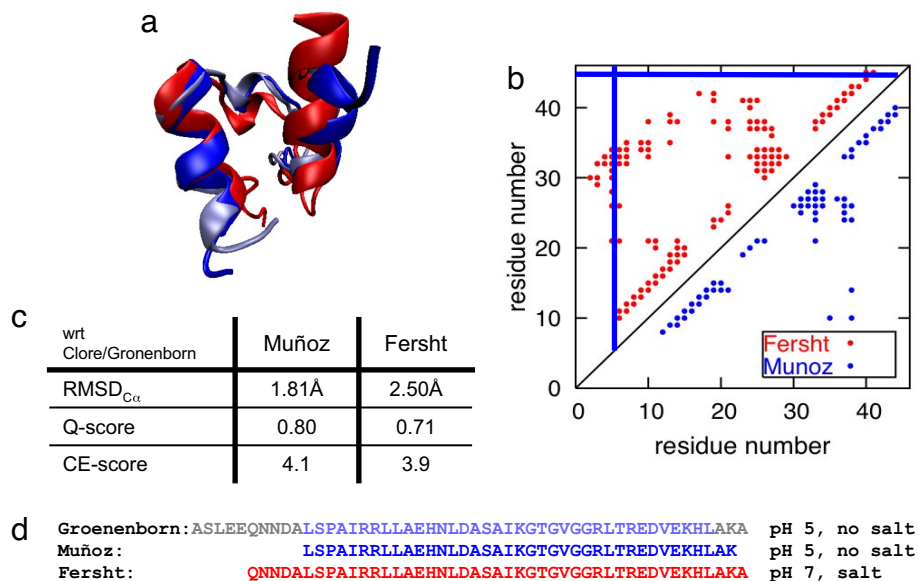 a
b
residue number
40
30
20
10
0
Fersht
Munoz
0 10 20 30 40
residue number
c
wrt
Clore/Gronenborn
Muñoz
Fersht
RMSDCα
1.81Å
2.50Å
Q-score
0.80
0.71
CE-score
4.1
3.9
d
Groenenborn:ASLEEQNNDALSPAIRRLLAEHNLDASAIKGTGVGGRLTREDVEKHLAKA pH 5, no salt
Muñoz: LSPAIRRLLAEHNLDASAIKGTGVGGRLTREDVEKHLAK pH 5, no salt
Fersht: QNNDALSPAIRRLLAEHNLDASAIKGTGVGGRLTREDVEKHLAKA pH 7, salt